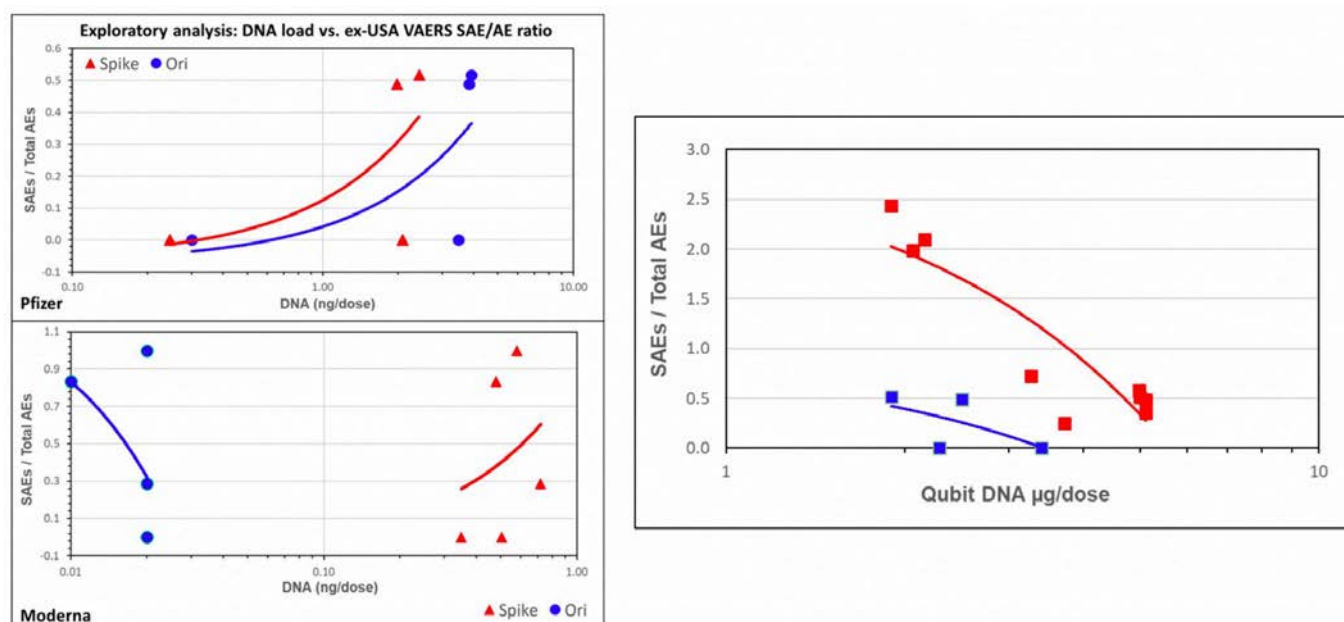 Exploratory analysis: DNA load vs. ex-USA VAERS SAE/AE ratio
Spike Ori
SAEs / Total AEs
0.6
0.5
0.4
0.3
0.2
0.1
0.0
-0.1
0.10 1.00 10.00
DNA (ng/dose)
Pfizer
SAEs / Total AEs
1.1
0.9
0.7
0.5
0.3
0.1
-0.1
0.01 0.10 1.00
DNA (ng/dose)
Moderna
Spike Ori
SAEs / Total AEs
3.0
2.5
2.0
1.5
1.0
0.5
0.0
1 10
Qubit DNA µg/dose